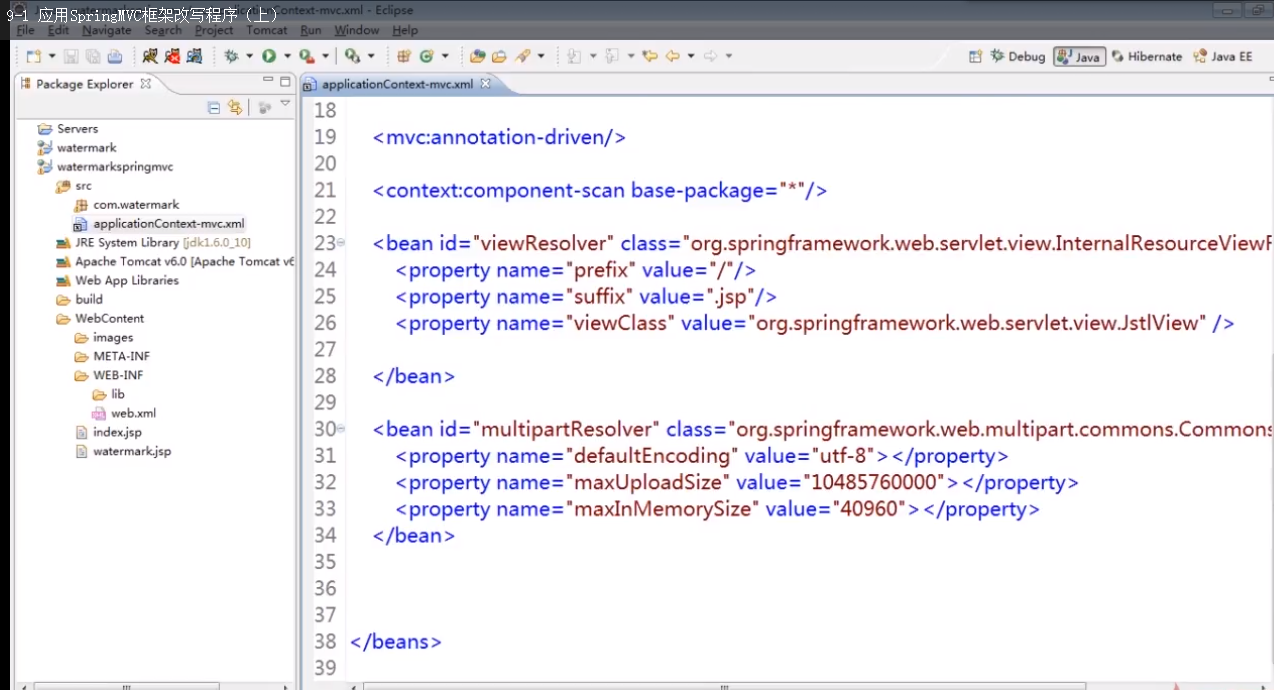 9-1 应用SpringMVC框架改写程序（上）
Context-mvc.xml - Eclipse
File Edit Navigate Search Project Tomcat Run Window Help
Debug Java Hibernate Java EE
Package Explorer
applicationContext-mvc.xml
Servers
watermark
watermarkspringmvc
src
com.watermark
applicationContext-mvc.xml
JRE System Library [jdk1.6.0_10]
Apache Tomcat v6.0 [Apache Tomcat v6
Web App Libraries
build
WebContent
images
META-INF
WEB-INF
lib
web.xml
index.jsp
watermark.jsp
18
19 <mvc:annotation-driven/>
20
21 <context:component-scan base-package="*"/>
22
23 <bean id="viewResolver" class="org.springframework.web.servlet.view.InternalResourceViewR
24 <property name="prefix" value="/"/>
25 <property name="suffix" value=".jsp"/>
26 <property name="viewClass" value="org.springframework.web.servlet.view.JstlView" />
27
28 </bean>
29
30 <bean id="multipartResolver" class="org.springframework.web.multipart.commons.Commons
31 <property name="defaultEncoding" value="utf-8"></property>
32 <property name="maxUploadSize" value="10485760000"></property>
33 <property name="maxInMemorySize" value="40960"></property>
34 </bean>
35
36
37
38 </beans>
39